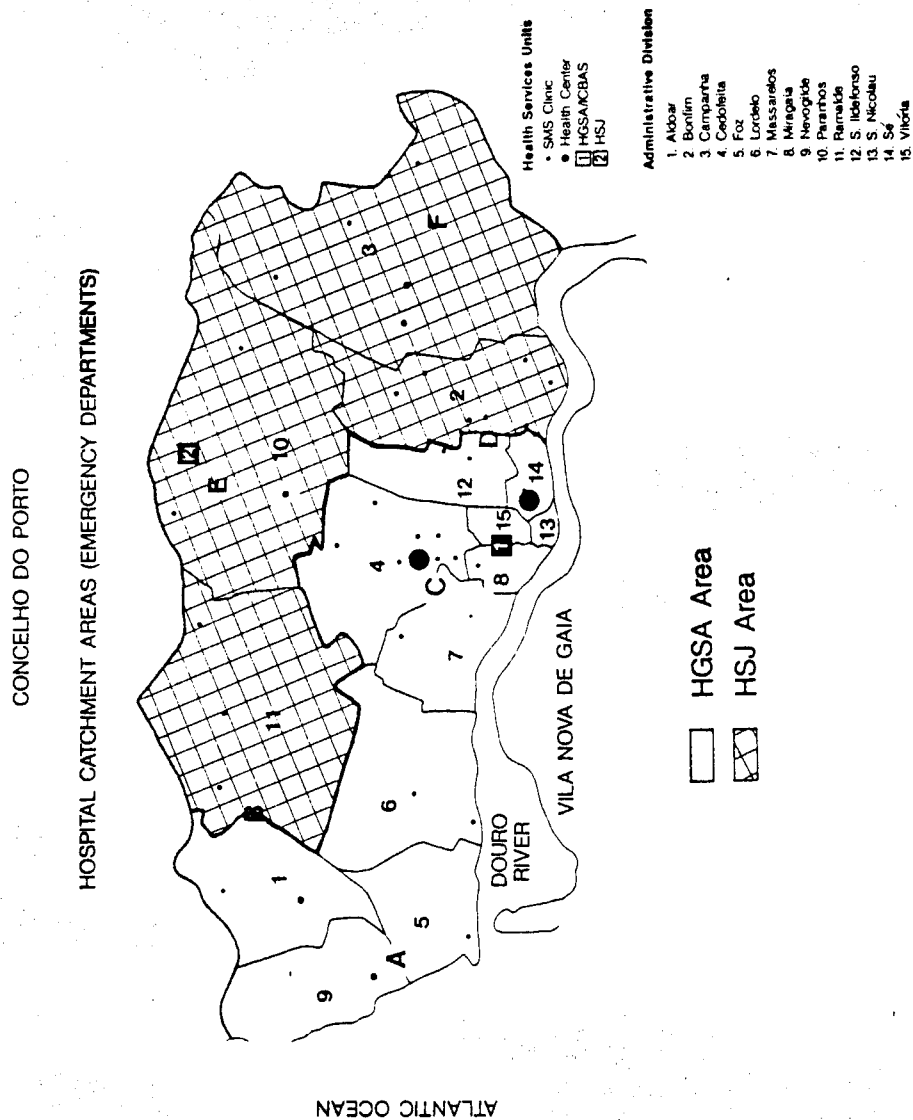 CONCELHO DO PORTO
HOSPITAL CATCHMENT AREAS (EMERGENCY DEPARTMENTS)
ATLANTIC OCEAN
9
A
1
5
B
6
11
7
4
C
8
1
15
13
14
12
D
2
E
10
2
3
F
DOURO
RIVER
VILA NOVA DE GAIA
HGSA Area
HSJ Area
Health Services Units
SMS Clinic
Health Center
1 HGSA/ICBAS
2 HSJ
Administrative Division
1. Aldoar
2. Bonfim
3. Campanha
4. Cedofeita
5. Foz
6. Lordelo
7. Massarelos
8. Miragaia
9. Nevogilde
10. Paranhos
11. Ramalde
12. S. Ildefonso
13. S. Nicolau
14. Sé
15. Vitória